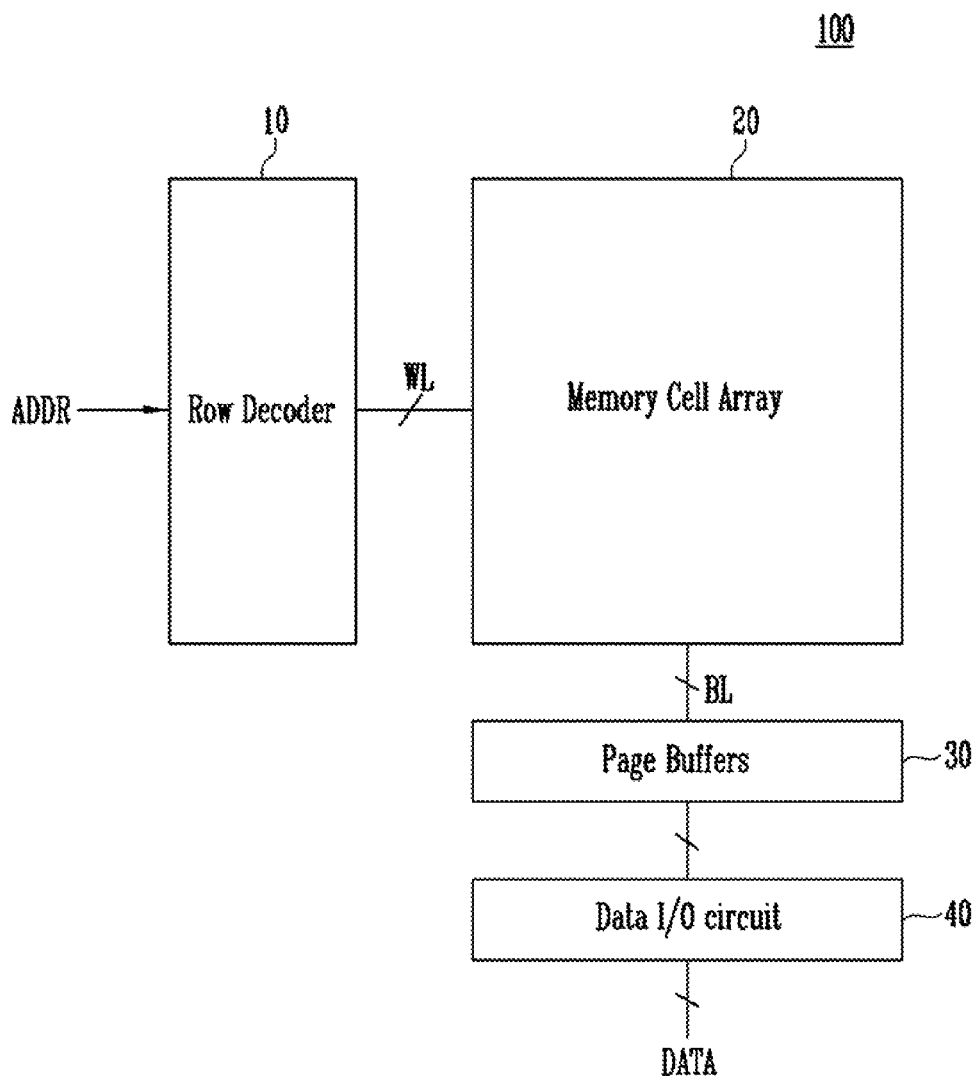 100
10
20
WL
ADDR
Row Decoder
Memory Cell Array
BL
Page Buffers
30
Data I/O circuit
40
DATA